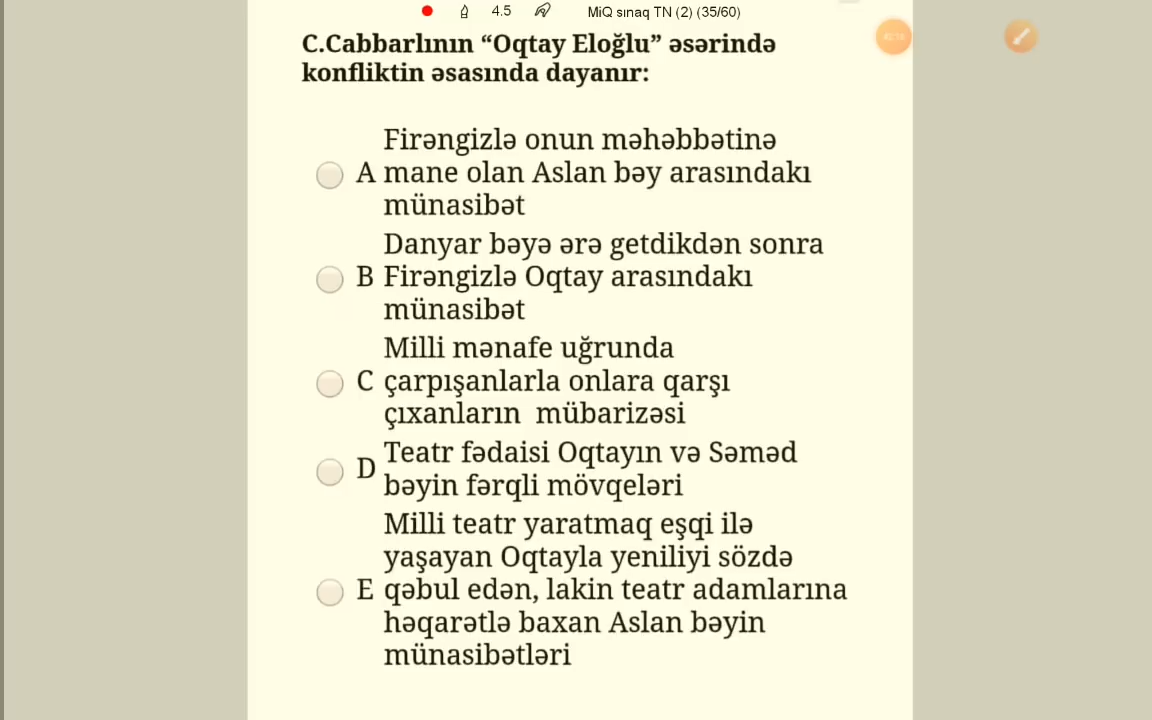 4.5 MiQ sınaq TN (2) (35/60)
C.Cabbarlının “Oqtay Eloğlu” əsərində
konfliktin əsasında dayanır:
Firəngizlə onun məhəbbətinə
A mane olan Aslan bəy arasındakı
münasibət
Danyar bəyə ərə getdikdən sonra
B Firəngizlə Oqtay arasındakı
münasibət
Milli mənafe uğrunda
C çarpışanlarla onlara qarşı
çıxanların mübarizəsi
D Teatr fədaisi Oqtayın və Səməd
bəyin fərqli mövqeləri
Milli teatr yaratmaq eşqi ilə
yaşayan Oqtayla yeniliyi sözdə
E qəbul edən, lakin teatr adamlarına
həqarətlə baxan Aslan bəyin
münasibətləri